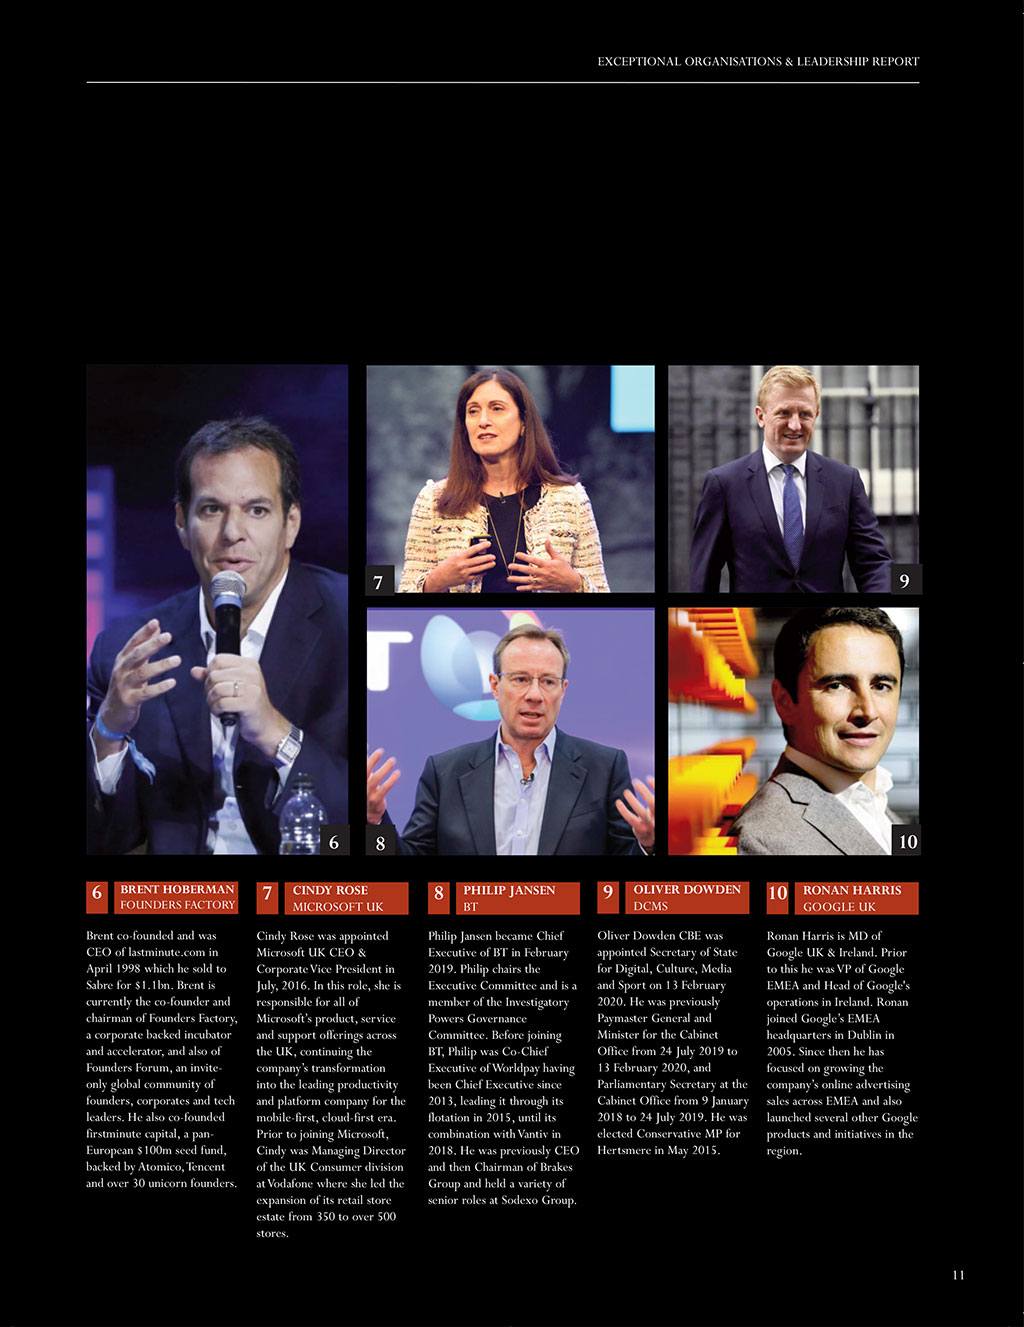 EXCEPTIONAL ORGANISATIONS & LEADERSHIP REPORT
T
7
9
6
8
10
6 BRENT HOBERMAN
FOUNDERS FACTORY
Brent co-founded and was
CEO of lastminute.com in
April 1998 which he sold to
Sabre for $1.1bn. Brent is
currently the co-founder and
chairman of Founders Factory,
a corporate backed incubator
and accelerator, and also of
Founders Forum, an invite-
only global community of
founders, corporates and tech
leaders. He also co-founded
firstminute capital, a pan-
European $100m seed fund,
backed by Atomico, Tencent
and over 30 unicorn founders.
7 CINDY ROSE
MICROSOFT UK
Cindy Rose was appointed
Microsoft UK CEO &
Corporate Vice President in
July, 2016. In this role, she is
responsible for all of
Microsoft's product, service
and support offerings across
the UK, continuing the
company's transformation
into the leading productivity
and platform company for the
mobile-first, cloud-first era.
Prior to joining Microsoft,
Cindy was Managing Director
of the UK Consumer division
at Vodafone where she led the
expansion of its retail store
estate from 350 to over 500
stores.
8 PHILIP JANSEN
BT
Philip Jansen became Chief
Executive of BT in February
2019. Philip chairs the
Executive Committee and is a
member of the Investigatory
Powers Governance
Committee. Before joining
BT, Philip was Co-Chief
Executive of Worldpay having
been Chief Executive since
2013, leading it through its
flotation in 2015, until its
combination with Vantiv in
2018. He was previously CEO
and then Chairman of Brakes
Group and held a variety of
senior roles at Sodexo Group.
9 OLIVER DOWDEN
DCMS
Oliver Dowden CBE was
appointed Secretary of State
for Digital, Culture, Media
and Sport on 13 February
2020. He was previously
Paymaster General and
Minister for the Cabinet
Office from 24 July 2019 to
13 February 2020, and
Parliamentary Secretary at the
Cabinet Office from 9 January
2018 to 24 July 2019. He was
elected Conservative MP for
Hertsmere in May 2015.
10 RONAN HARRIS
GOOGLE UK
Ronan Harris is MD of
Google UK & Ireland. Prior
to this he was VP of Google
EMEA and Head of Google's
operations in Ireland. Ronan
joined Google's EMEA
headquarters in Dublin in
2005. Since then he has
focused on growing the
company's online advertising
sales across EMEA and also
launched several other Google
products and initiatives in the
region.
11